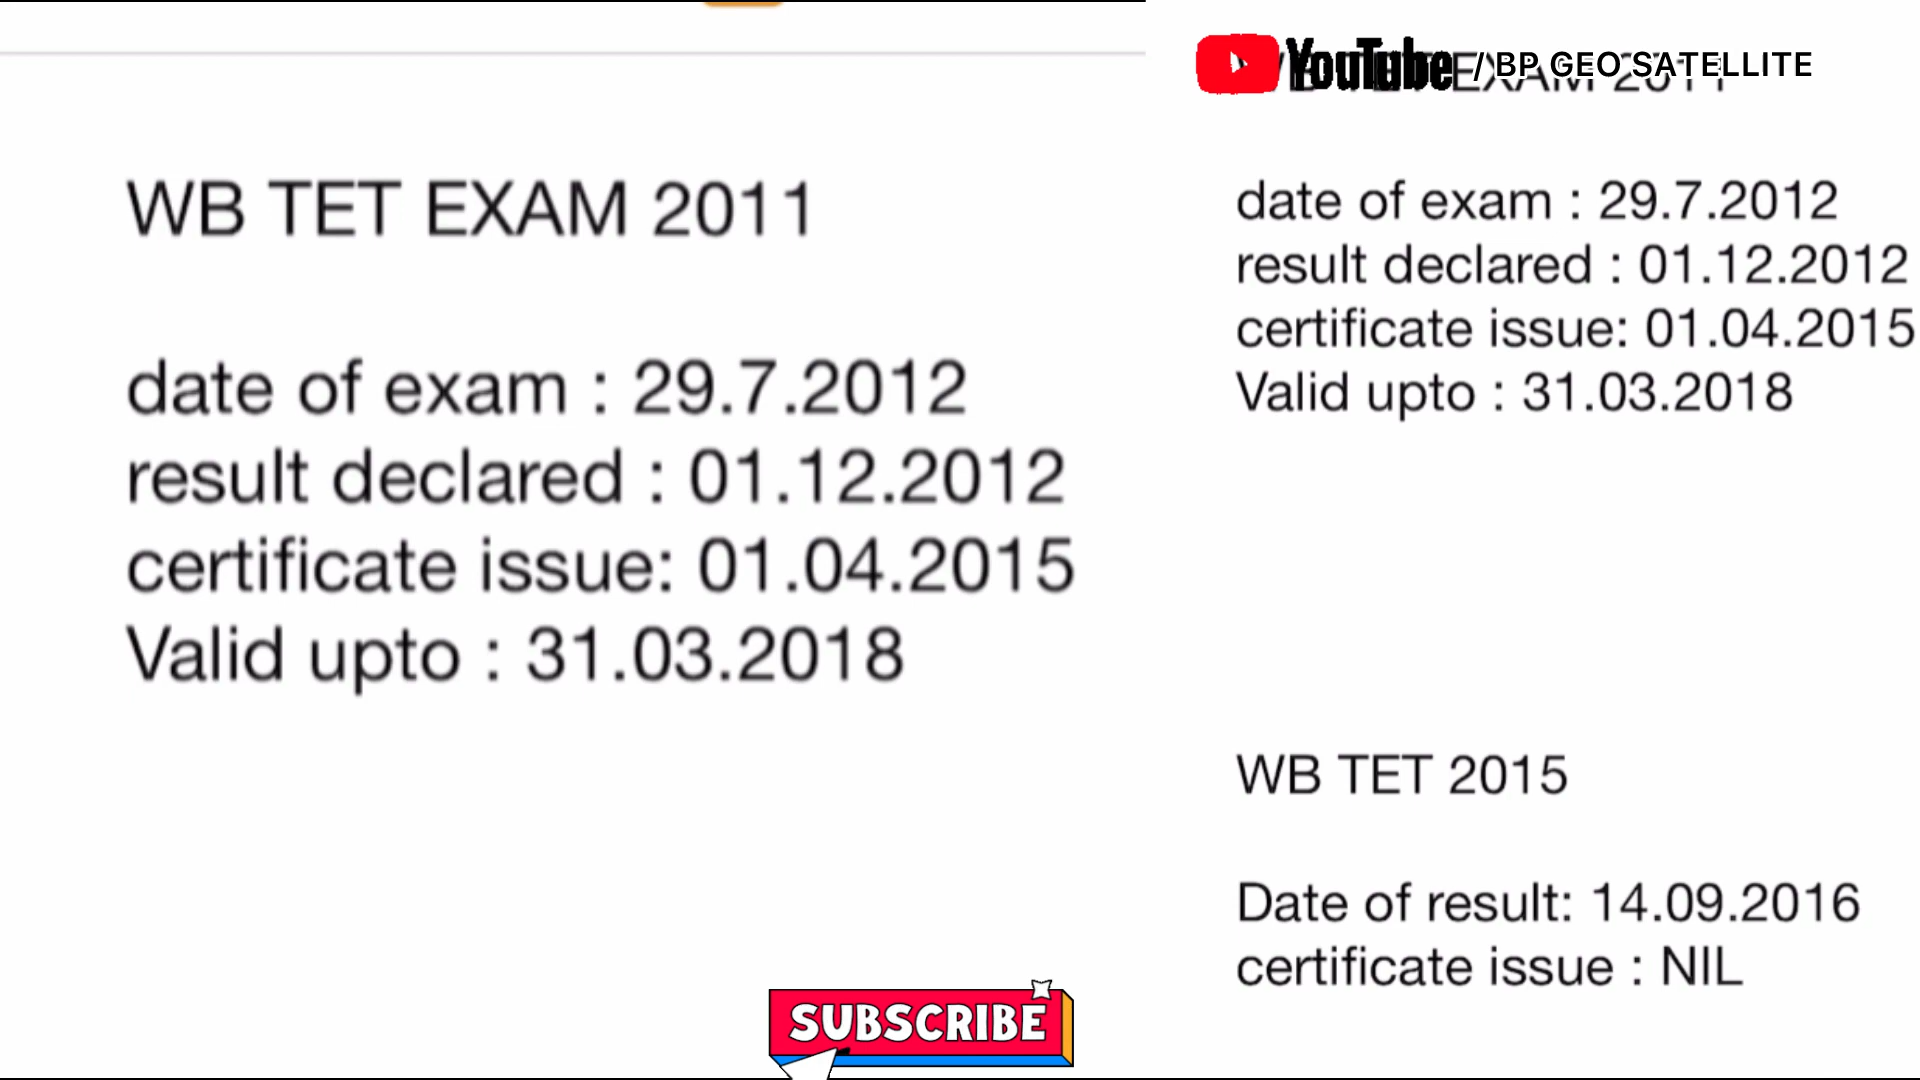 WB TET EXAM 2011
date of exam : 29.7.2012
result declared : 01.12.2012
certificate issue: 01.04.2015
Valid upto : 31.03.2018
YouTube / BP GEO SATELLITE
EXAM 2011
date of exam : 29.7.2012
result declared : 01.12.2012
certificate issue: 01.04.2015
Valid upto : 31.03.2018
WB TET 2015
Date of result: 14.09.2016
certificate issue : NIL
SUBSCRIBE